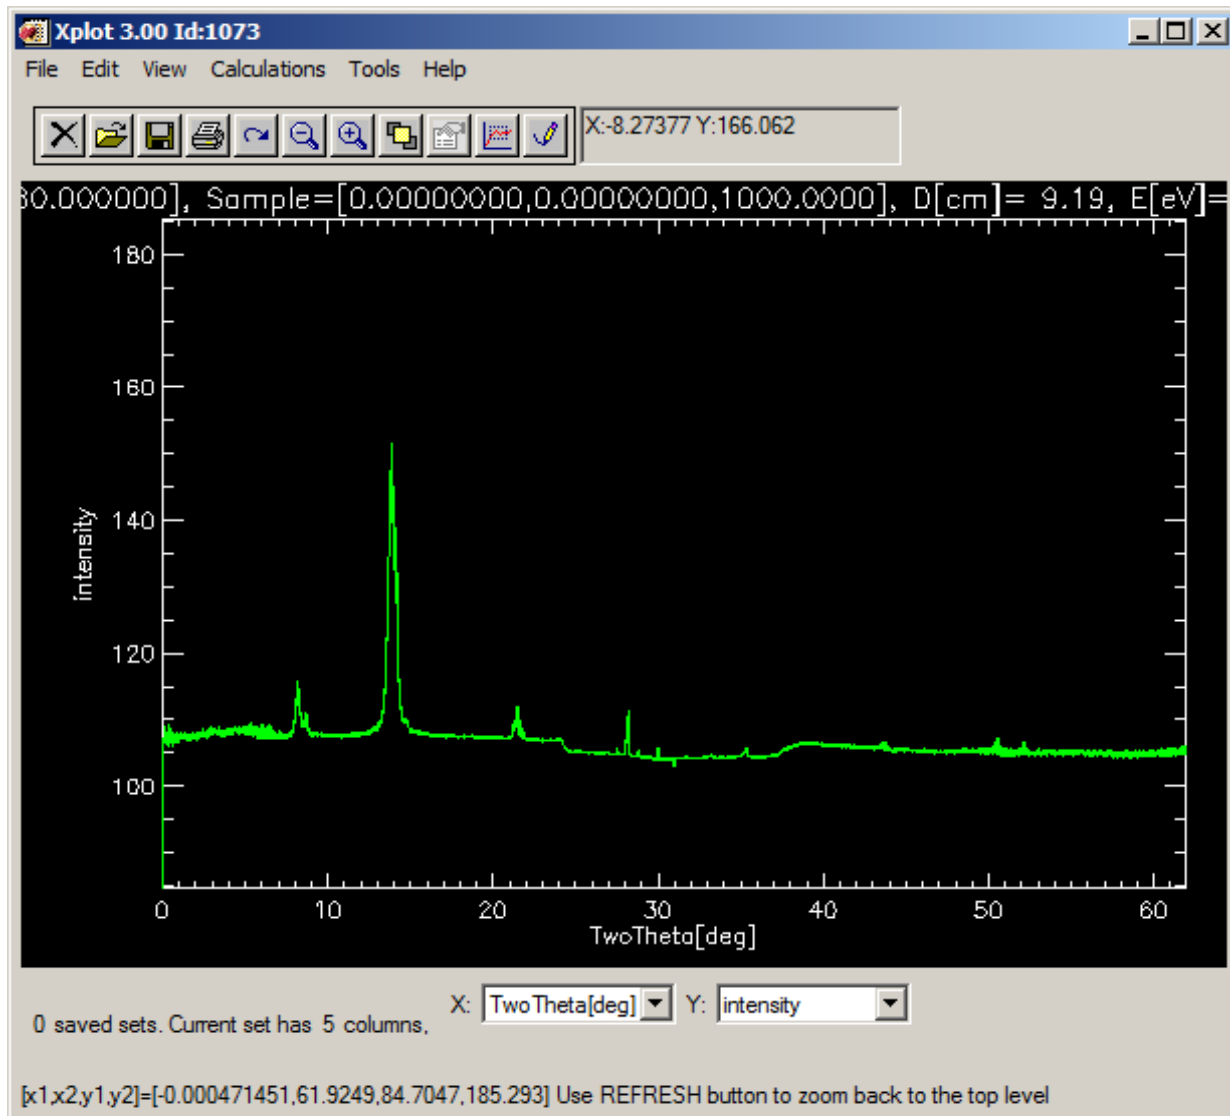 Xplot 3.00 Id:1073
File Edit View Calculations Tools Help
X:-8.27377 Y:166.062
80.000000], Sample=[0.00000000,0.00000000,1000.0000], D[cm]= 9.19, E[eV]=
180
160
140
120
100
intensity
0 10 20 30 40 50 60
TwoTheta[deg]
X: TwoTheta[deg] Y: intensity
0 saved sets. Current set has 5 columns,
[x1,x2,y1,y2]=[-0.000471451,61.9249,84.7047,185.293] Use REFRESH button to zoom back to the top level